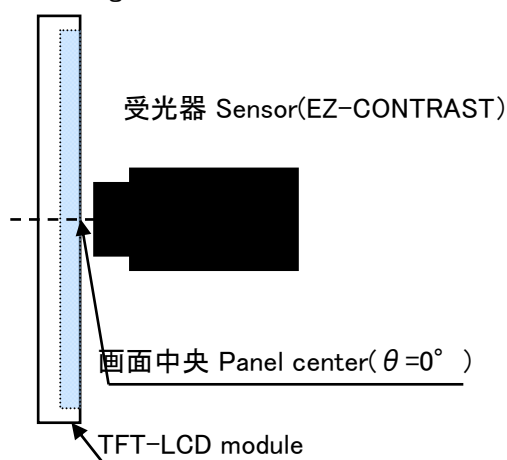 受光器 Sensor(EZ-CONTRAST)
画面中央 Panel center(θ=0°)
TFT-LCD module